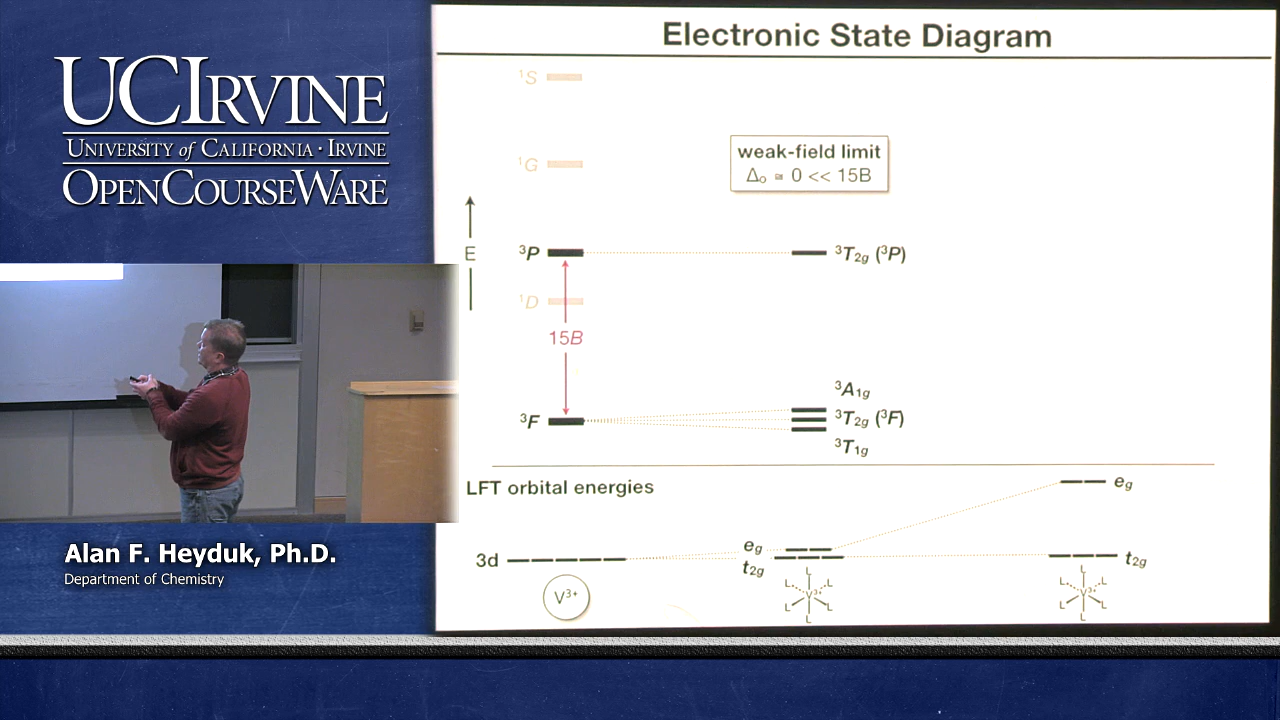 UCIRVINE
UNIVERSITY of CALIFORNIA · IRVINE
OPENCOURSEWARE
Alan F. Heyduk, Ph.D.
Department of Chemistry
Electronic State Diagram
¹S
¹G
weak-field limit
Δₒ ≅ 0 << 15B
E
³P
³T₂g (³P)
¹D
15B
³A₁g
³F
³T₂g (³F)
³T₁g
LFT orbital energies
eg
3d
eg
t₂g
t₂g
V³⁺
L
L L
V³⁺
L L
L
L
L L
V³⁺
L L
L